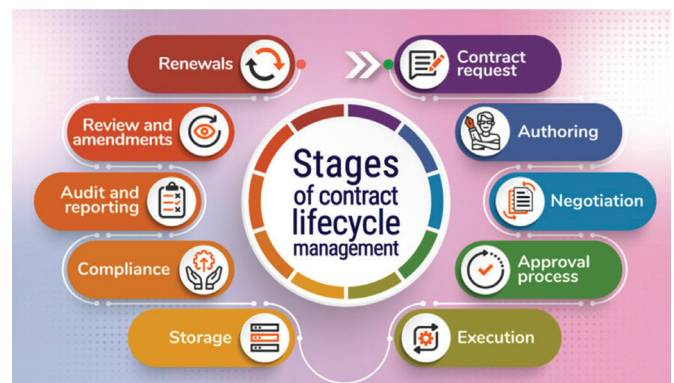 Stages
of contract
lifecycle
management
Contract
request
Authoring
Negotiation
Approval
process
Execution
Storage
Compliance
Audit and
reporting
Review and
amendments
Renewals